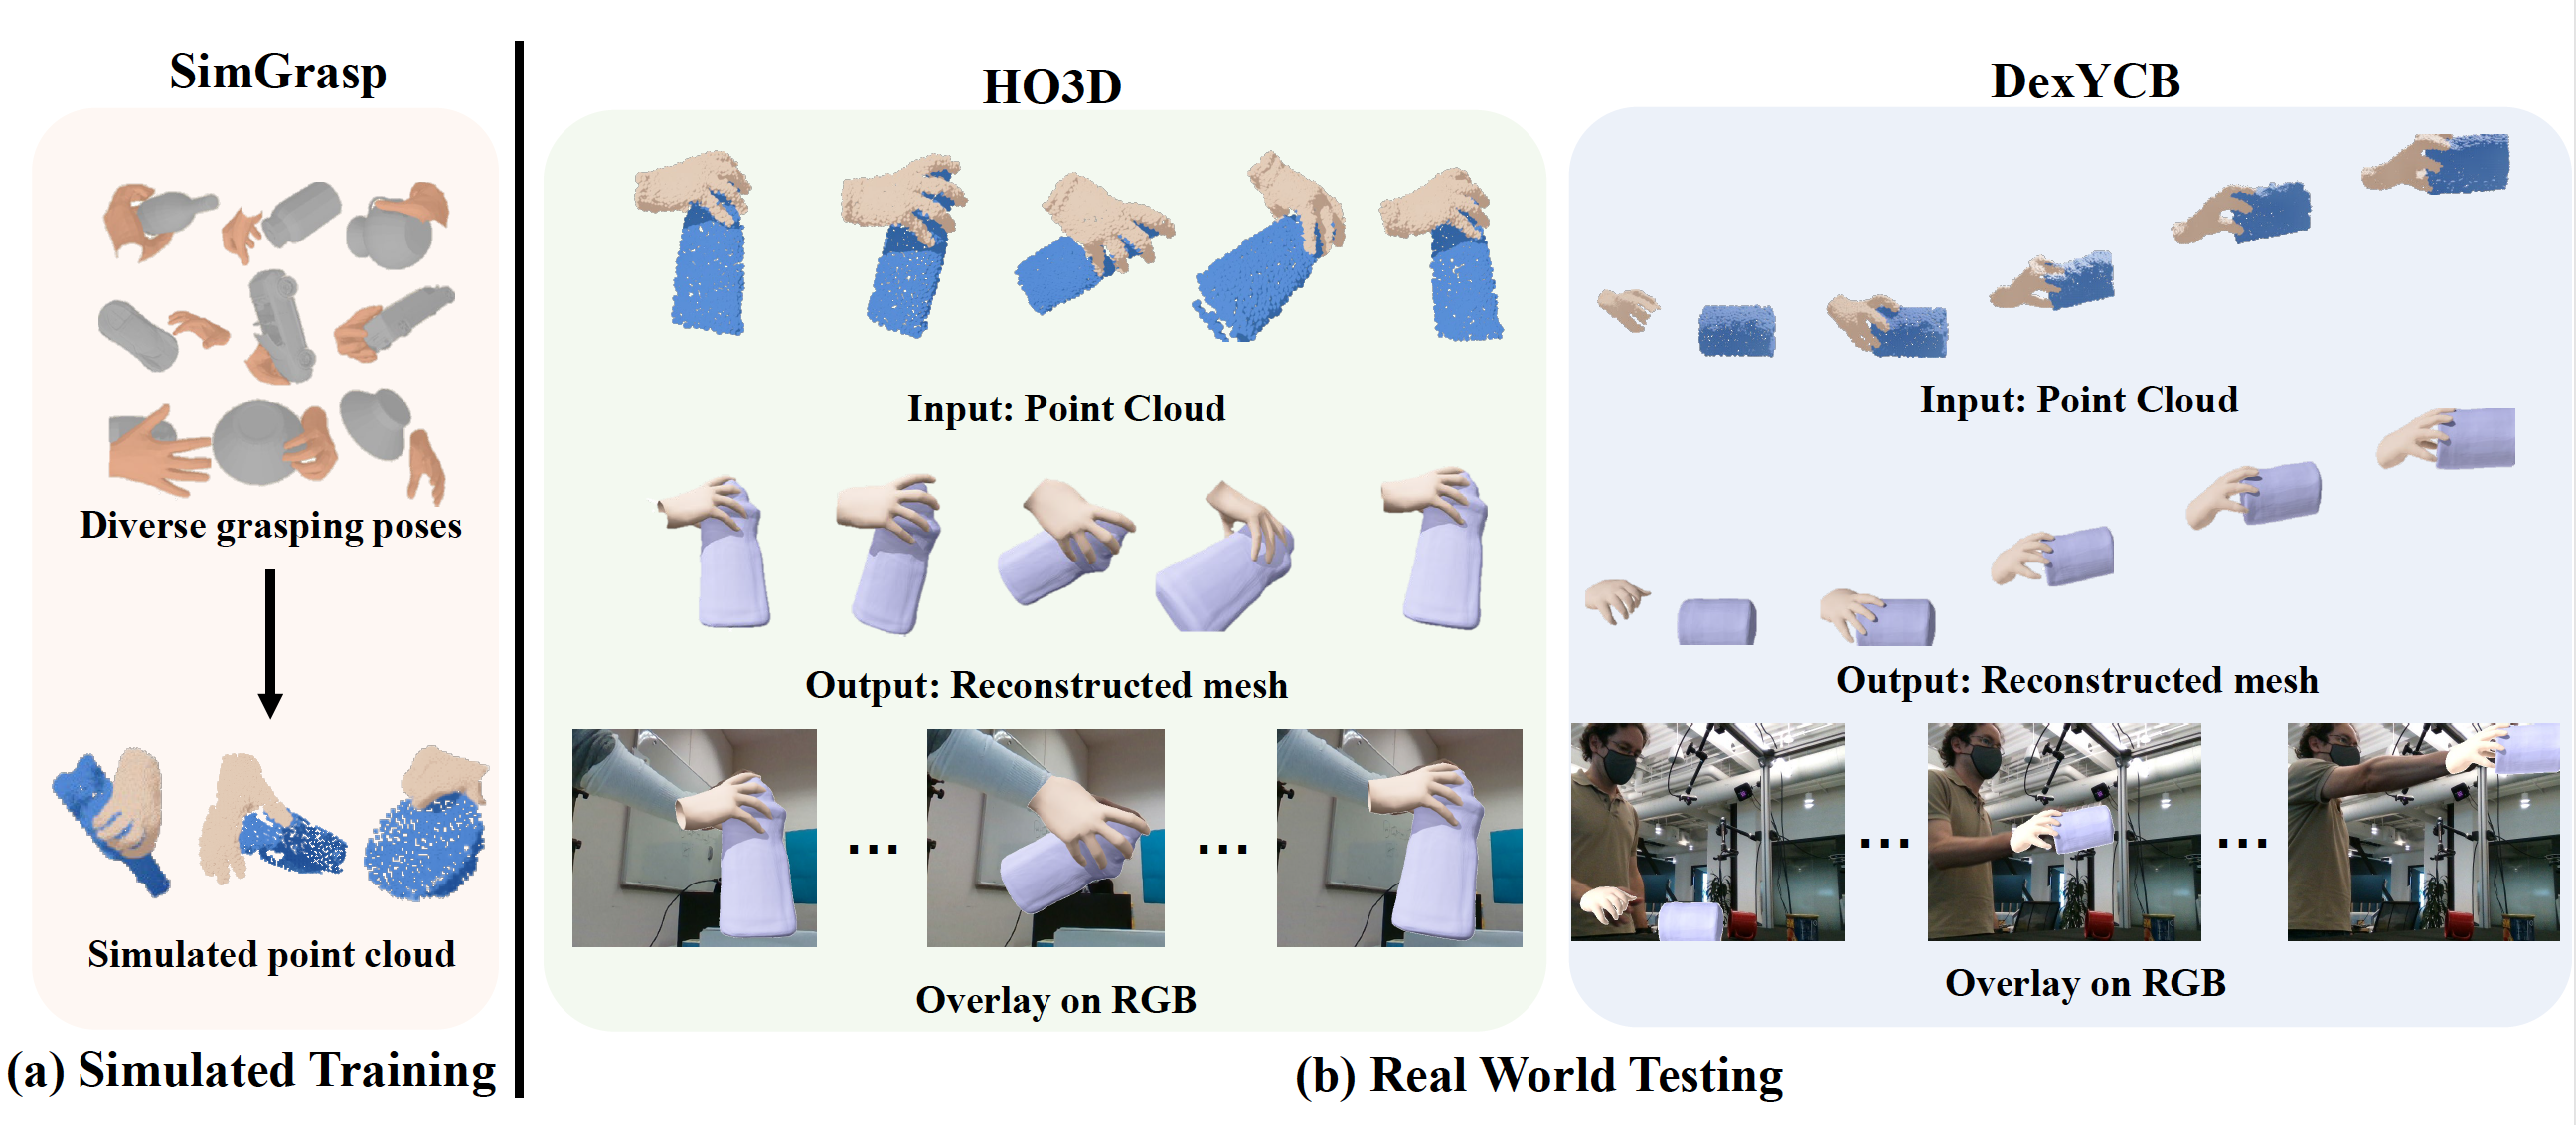 SimGrasp
Diverse grasping poses
Simulated point cloud
(a) Simulated Training
HO3D
Input: Point Cloud
Output: Reconstructed mesh
...
...
Overlay on RGB
DexYCB
Input: Point Cloud
Output: Reconstructed mesh
...
...
Overlay on RGB
(b) Real World Testing